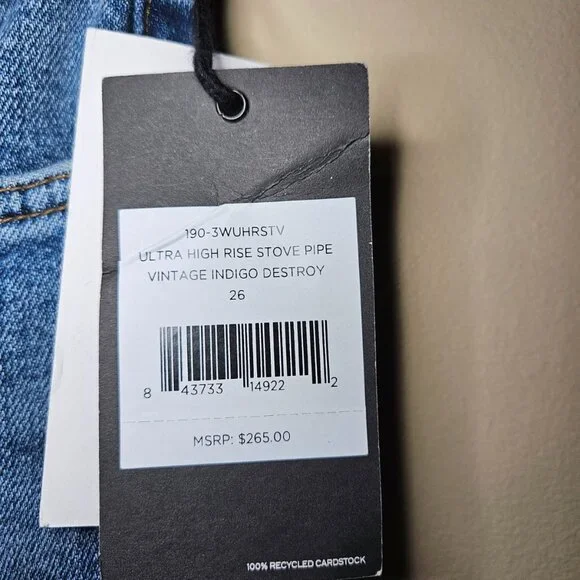 190-3WUHRSTV
ULTRA HIGH RISE STOVE PIPE
VINTAGE INDIGO DESTROY
26
8 43733 14922 2
MSRP: $265.00
100% RECYCLED CARDSTOCK